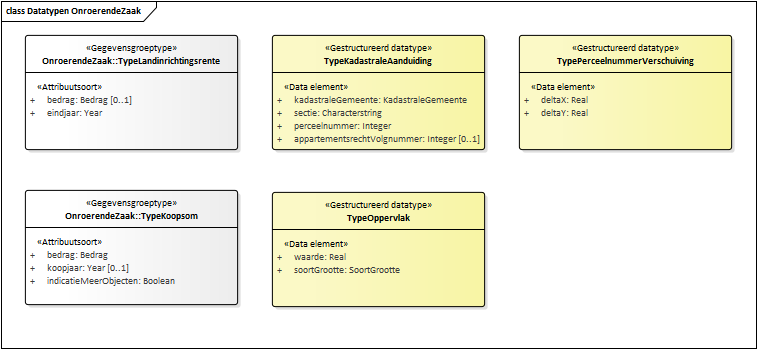 class Datatypen OnroerendeZaak
«Gegevensgroeptype»
OnroerendeZaak::TypeLandinrichtingsrente
«Attribuutsoort»
+ bedrag: Bedrag [0..1]
+ eindjaar: Year
«Gestructureerd datatype»
TypeKadastraleAanduiding
«Data element»
+ kadastraleGemeente: KadastraleGemeente
+ sectie: Characterstring
+ perceelnummer: Integer
+ appartementsrechtVolgnummer: Integer [0..1]
«Gestructureerd datatype»
TypePerceelnummerVerschuiving
«Data element»
+ deltaX: Real
+ deltaY: Real
«Gegevensgroeptype»
OnroerendeZaak::TypeKoopsom
«Attribuutsoort»
+ bedrag: Bedrag
+ koopjaar: Year [0..1]
+ indicatieMeerObjecten: Boolean
«Gestructureerd datatype»
TypeOppervlak
«Data element»
+ waarde: Real
+ soortGrootte: SoortGrootte